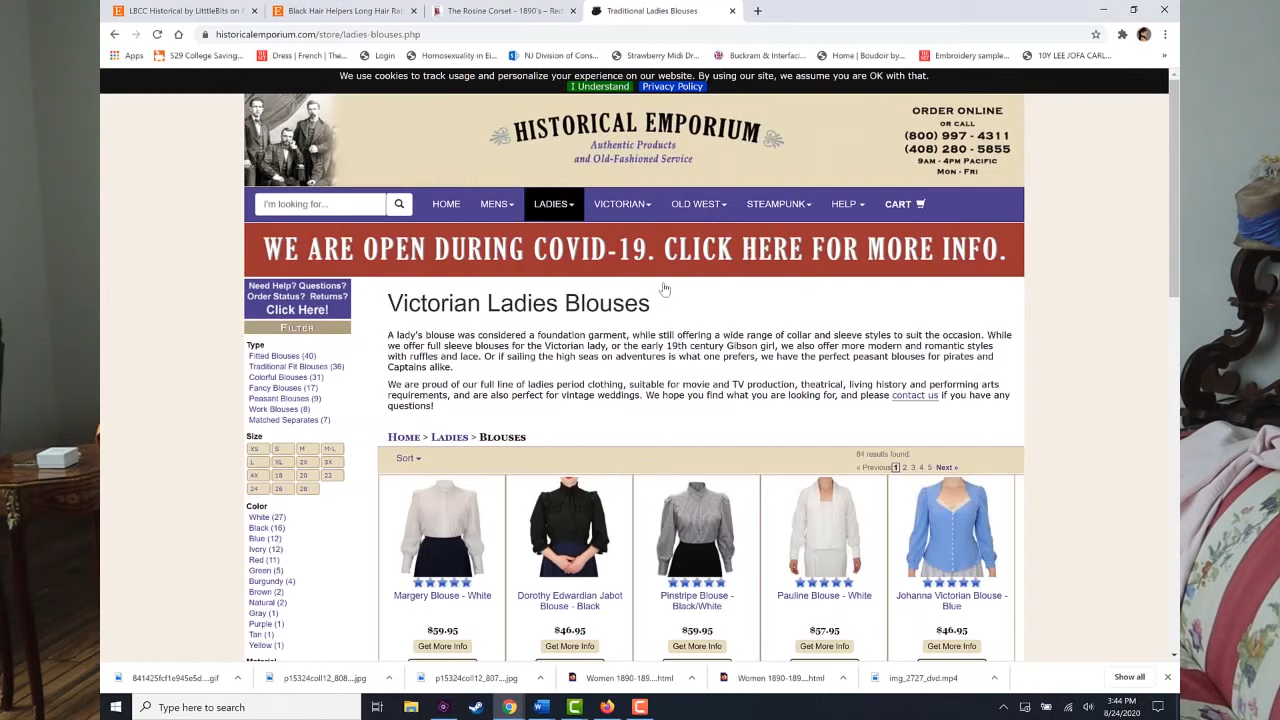 LBCC Historical by LitttleBits on E
Black Hair Helpers Long Hair Rat
The Rosine Corset - 1890's – Red
Traditional Ladies Blouses
historicalemporium.com/store/ladies-blouses.php
Apps
529 College Saving...
Dress | French | The...
Login
Homosexuality in Ei...
NJ Division of Cons...
Strawberry Midi Dr...
Buckram & Interfaci...
Home | Boudoir by...
Embroidery sample...
10Y LEE JOFA CARL...
We use cookies to track usage and personalize your experience on our website. By using our site, we assume you are OK with that.
I Understand Privacy Policy
HISTORICAL EMPORIUM
Authentic Products
and Old-Fashioned Service
ORDER ONLINE
OR CALL
(800) 997 - 4311
(408) 280 - 5855
9AM - 4PM PACIFIC
MON - FRI
I'm looking for...
HOME MENS LADIES VICTORIAN OLD WEST STEAMPUNK HELP CART
WE ARE OPEN DURING COVID-19. CLICK HERE FOR MORE INFO.
Need Help? Questions?
Order Status? Returns?
Click Here!
FILTER
Type
Fitted Blouses (40)
Traditional Fit Blouses (36)
Colorful Blouses (31)
Fancy Blouses (17)
Peasant Blouses (9)
Work Blouses (8)
Matched Separates (7)
Size
XS S M M-L
L XL 2X 3X
4X 18 20 22
24 26 28
Color
White (27)
Black (16)
Blue (12)
Ivory (12)
Red (11)
Green (5)
Burgundy (4)
Brown (2)
Natural (2)
Gray (1)
Purple (1)
Tan (1)
Yellow (1)
Material
Victorian Ladies Blouses
A lady's blouse was considered a foundation garment, while still offering a wide range of collar and sleeve styles to suit the occasion. While
we offer full sleeve blouses for the Victorian lady, or the early 19th century Gibson girl, we also offer more modern and romantic styles
with ruffles and lace. Or if sailing the high seas on adventures is what one prefers, we have the perfect peasant blouses for pirates and
Captains alike.
We are proud of our full line of ladies period clothing, suitable for movie and TV production, theatrical, living history and performing arts
requirements, and are also perfect for vintage weddings. We hope you find what you are looking for, and please contact us if you have any
questions!
HOME > LADIES > BLOUSES
Sort
84 results found.
« Previous 1 2 3 4 5 Next »
Margery Blouse - White
$59.95
Get More Info
Dorothy Edwardian Jabot
Blouse - Black
$46.95
Get More Info
Pinstripe Blouse -
Black/White
$59.95
Get More Info
Pauline Blouse - White
$57.95
Get More Info
Johanna Victorian Blouse -
Blue
$46.95
Get More Info
841425fcf1f945e5d....gif
p15324coll12_808....jpg
p15324coll12_807....jpg
Women 1890-189....html
Women 1890-189....html
img_2727_dvd.mp4
Show all
Type here to search
3:44 PM
8/24/2020